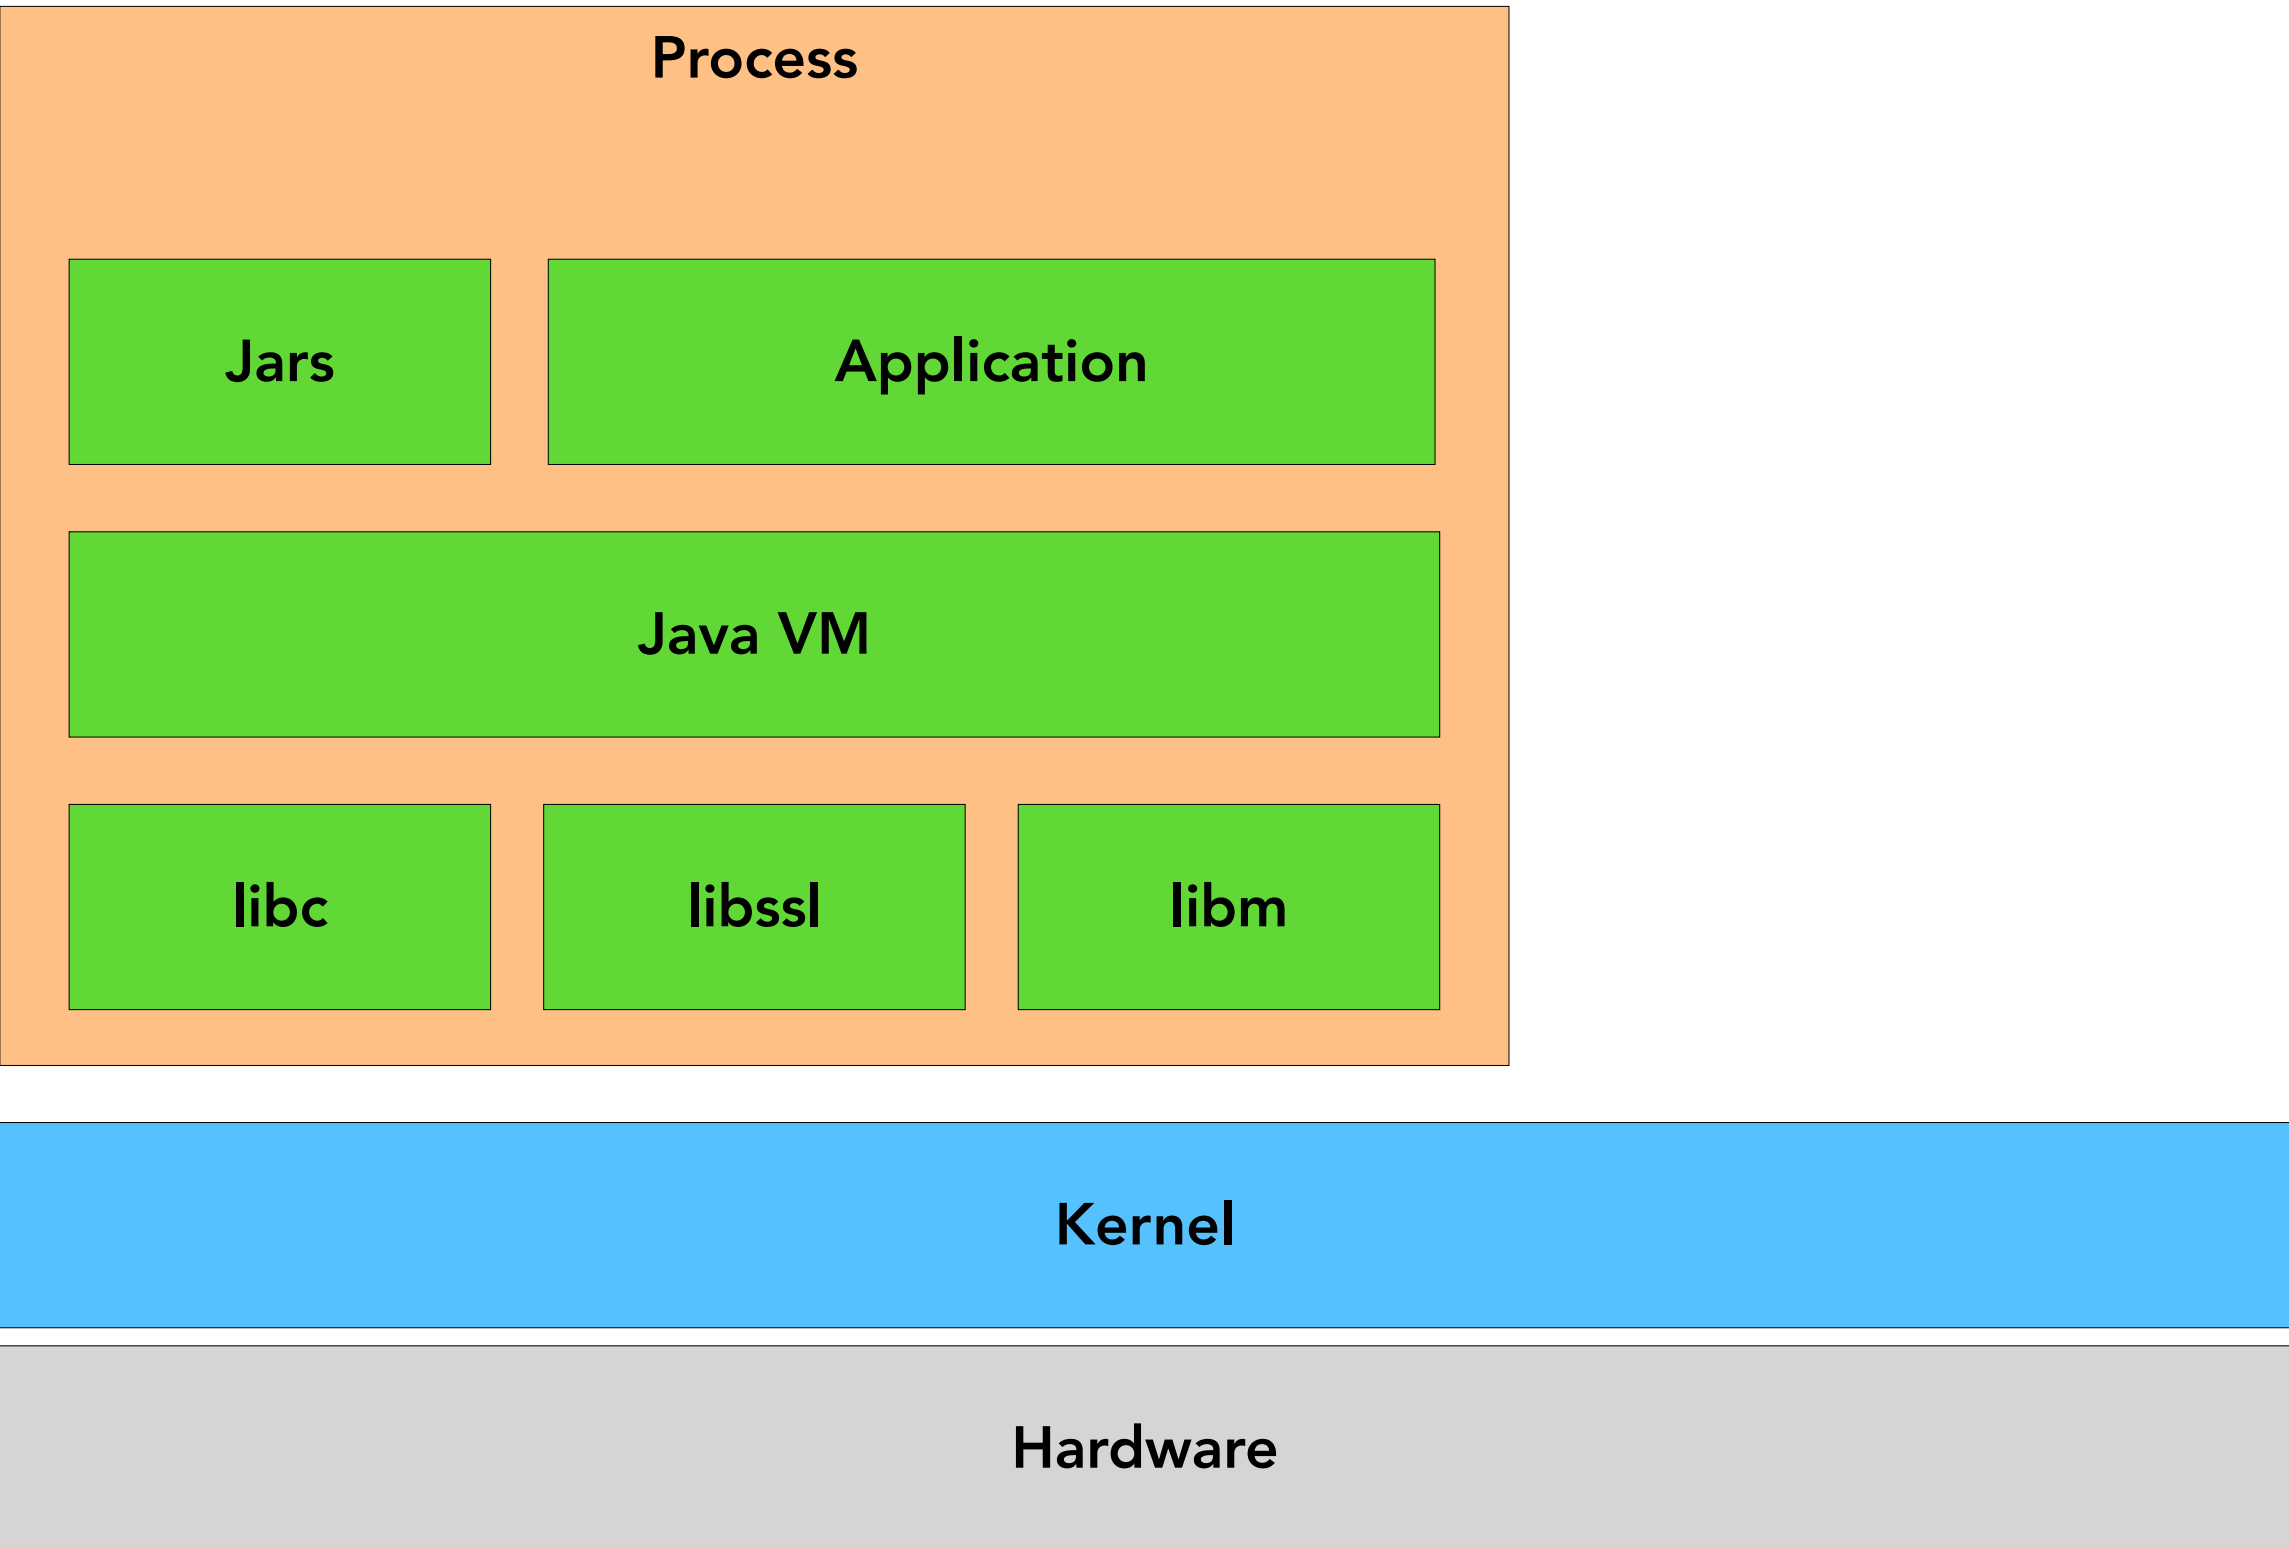 Process
Jars
Application
Java VM
libc
libssl
libm
Kernel
Hardware